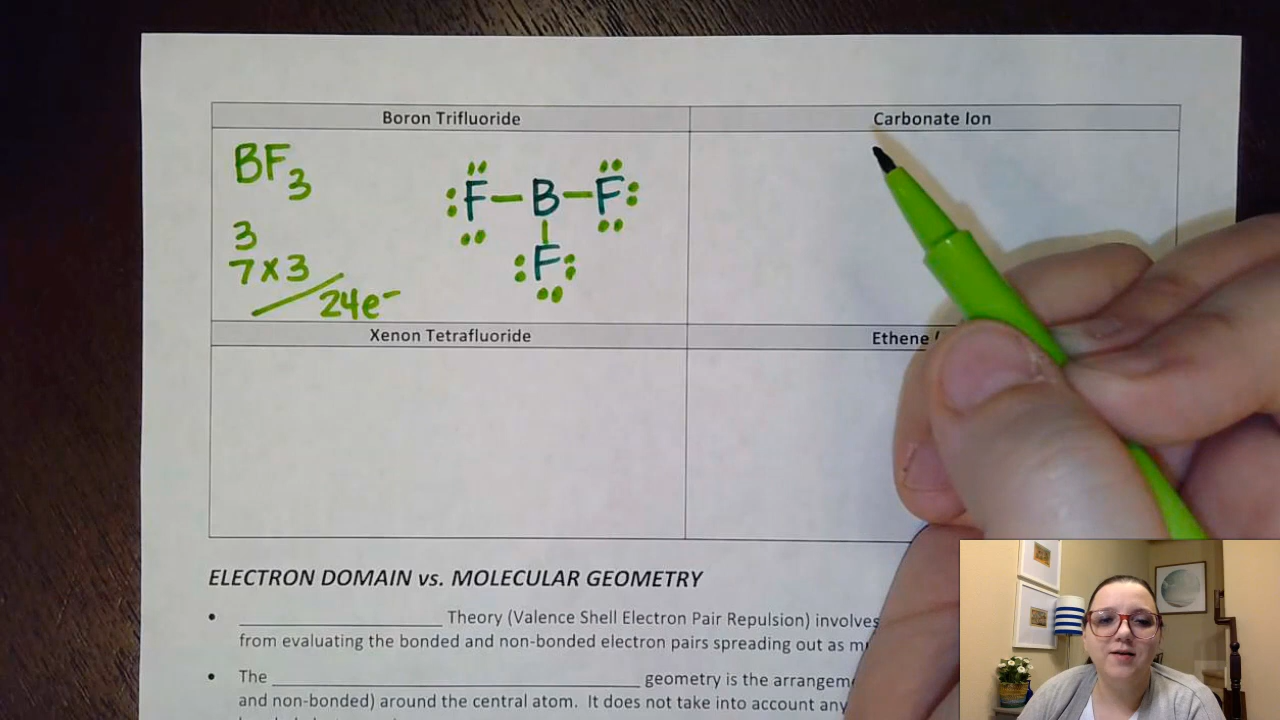 Boron Trifluoride
Carbonate Ion
BF3
3
7x3
24e-
:F-B-F:
:F:
Xenon Tetrafluoride
Ethene
ELECTRON DOMAIN vs. MOLECULAR GEOMETRY
• ____________________ Theory (Valence Shell Electron Pair Repulsion) involves
from evaluating the bonded and non-bonded electron pairs spreading out as
• The ____________________________________ geometry is the
and non-bonded) around the central atom. It does not take into account any